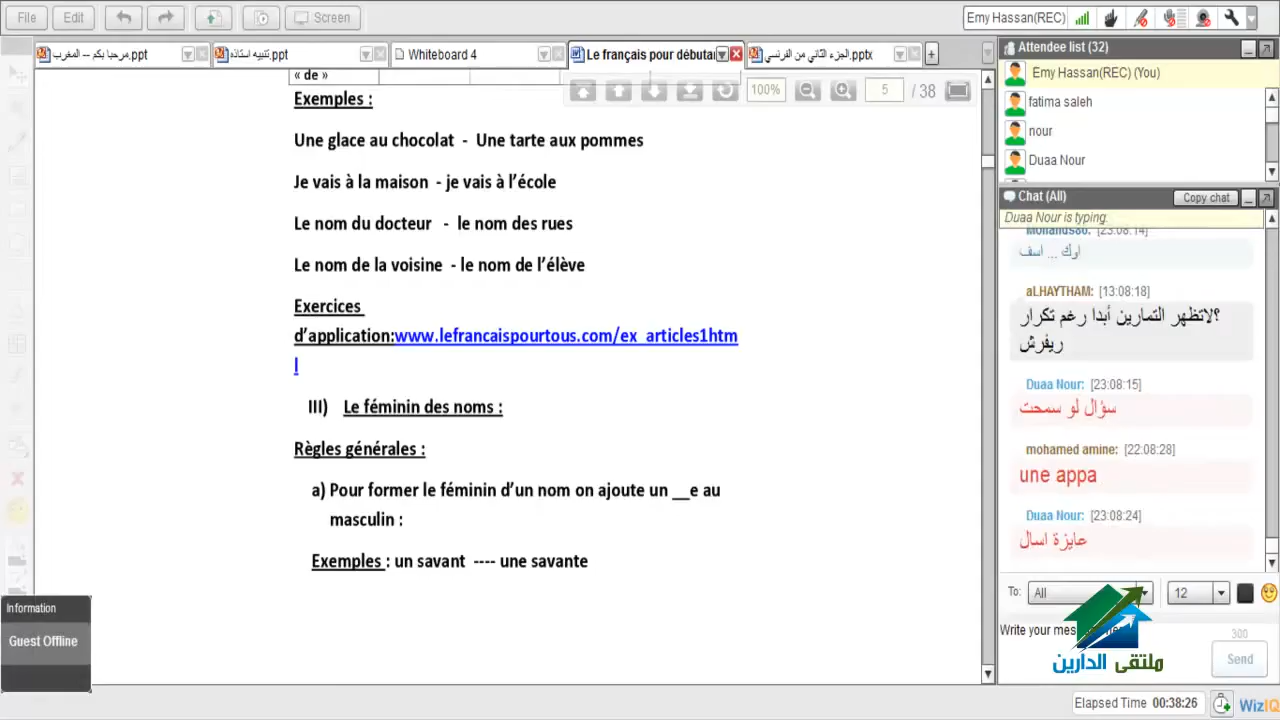 File
Edit
Screen
Emy Hassan(REC)
مرحبا بكم – المغرب.ppt
تنبيه استاذه.ppt
Whiteboard 4
Le français pour débuta
الجزء الثاني من الفرنسي.pptx
100%
5
/ 38
« de »
Exemples :
Une glace au chocolat - Une tarte aux pommes
Je vais à la maison - je vais à l’école
Le nom du docteur - le nom des rues
Le nom de la voisine - le nom de l’élève
Exercices
d’application:www.lefrancaispourtous.com/ex_articles1htm
l
III) Le féminin des noms :
Règles générales :
a) Pour former le féminin d’un nom on ajoute un __e au
masculin :
Exemples : un savant ---- une savante
Information
Guest Offline
Attendee list (32)
Emy Hassan(REC) (You)
fatima saleh
nour
Duaa Nour
Chat (All)
Copy chat
Duaa Nour is typing.
[23:08:14]
اوك ... اسف
aLHAYTHAM: [13:08:18]
؟لاتظهر التمارين أبدا رغم تكرار
ريفرش
Duaa Nour: [23:08:15]
سؤال لو سمحت
mohamed amine: [22:08:28]
une appa
Duaa Nour: [23:08:24]
عايزة اسال
To:
All
12
Write your mes
300
Send
ملتقى الدارين
Elapsed Time 00:38:26
WizIQ